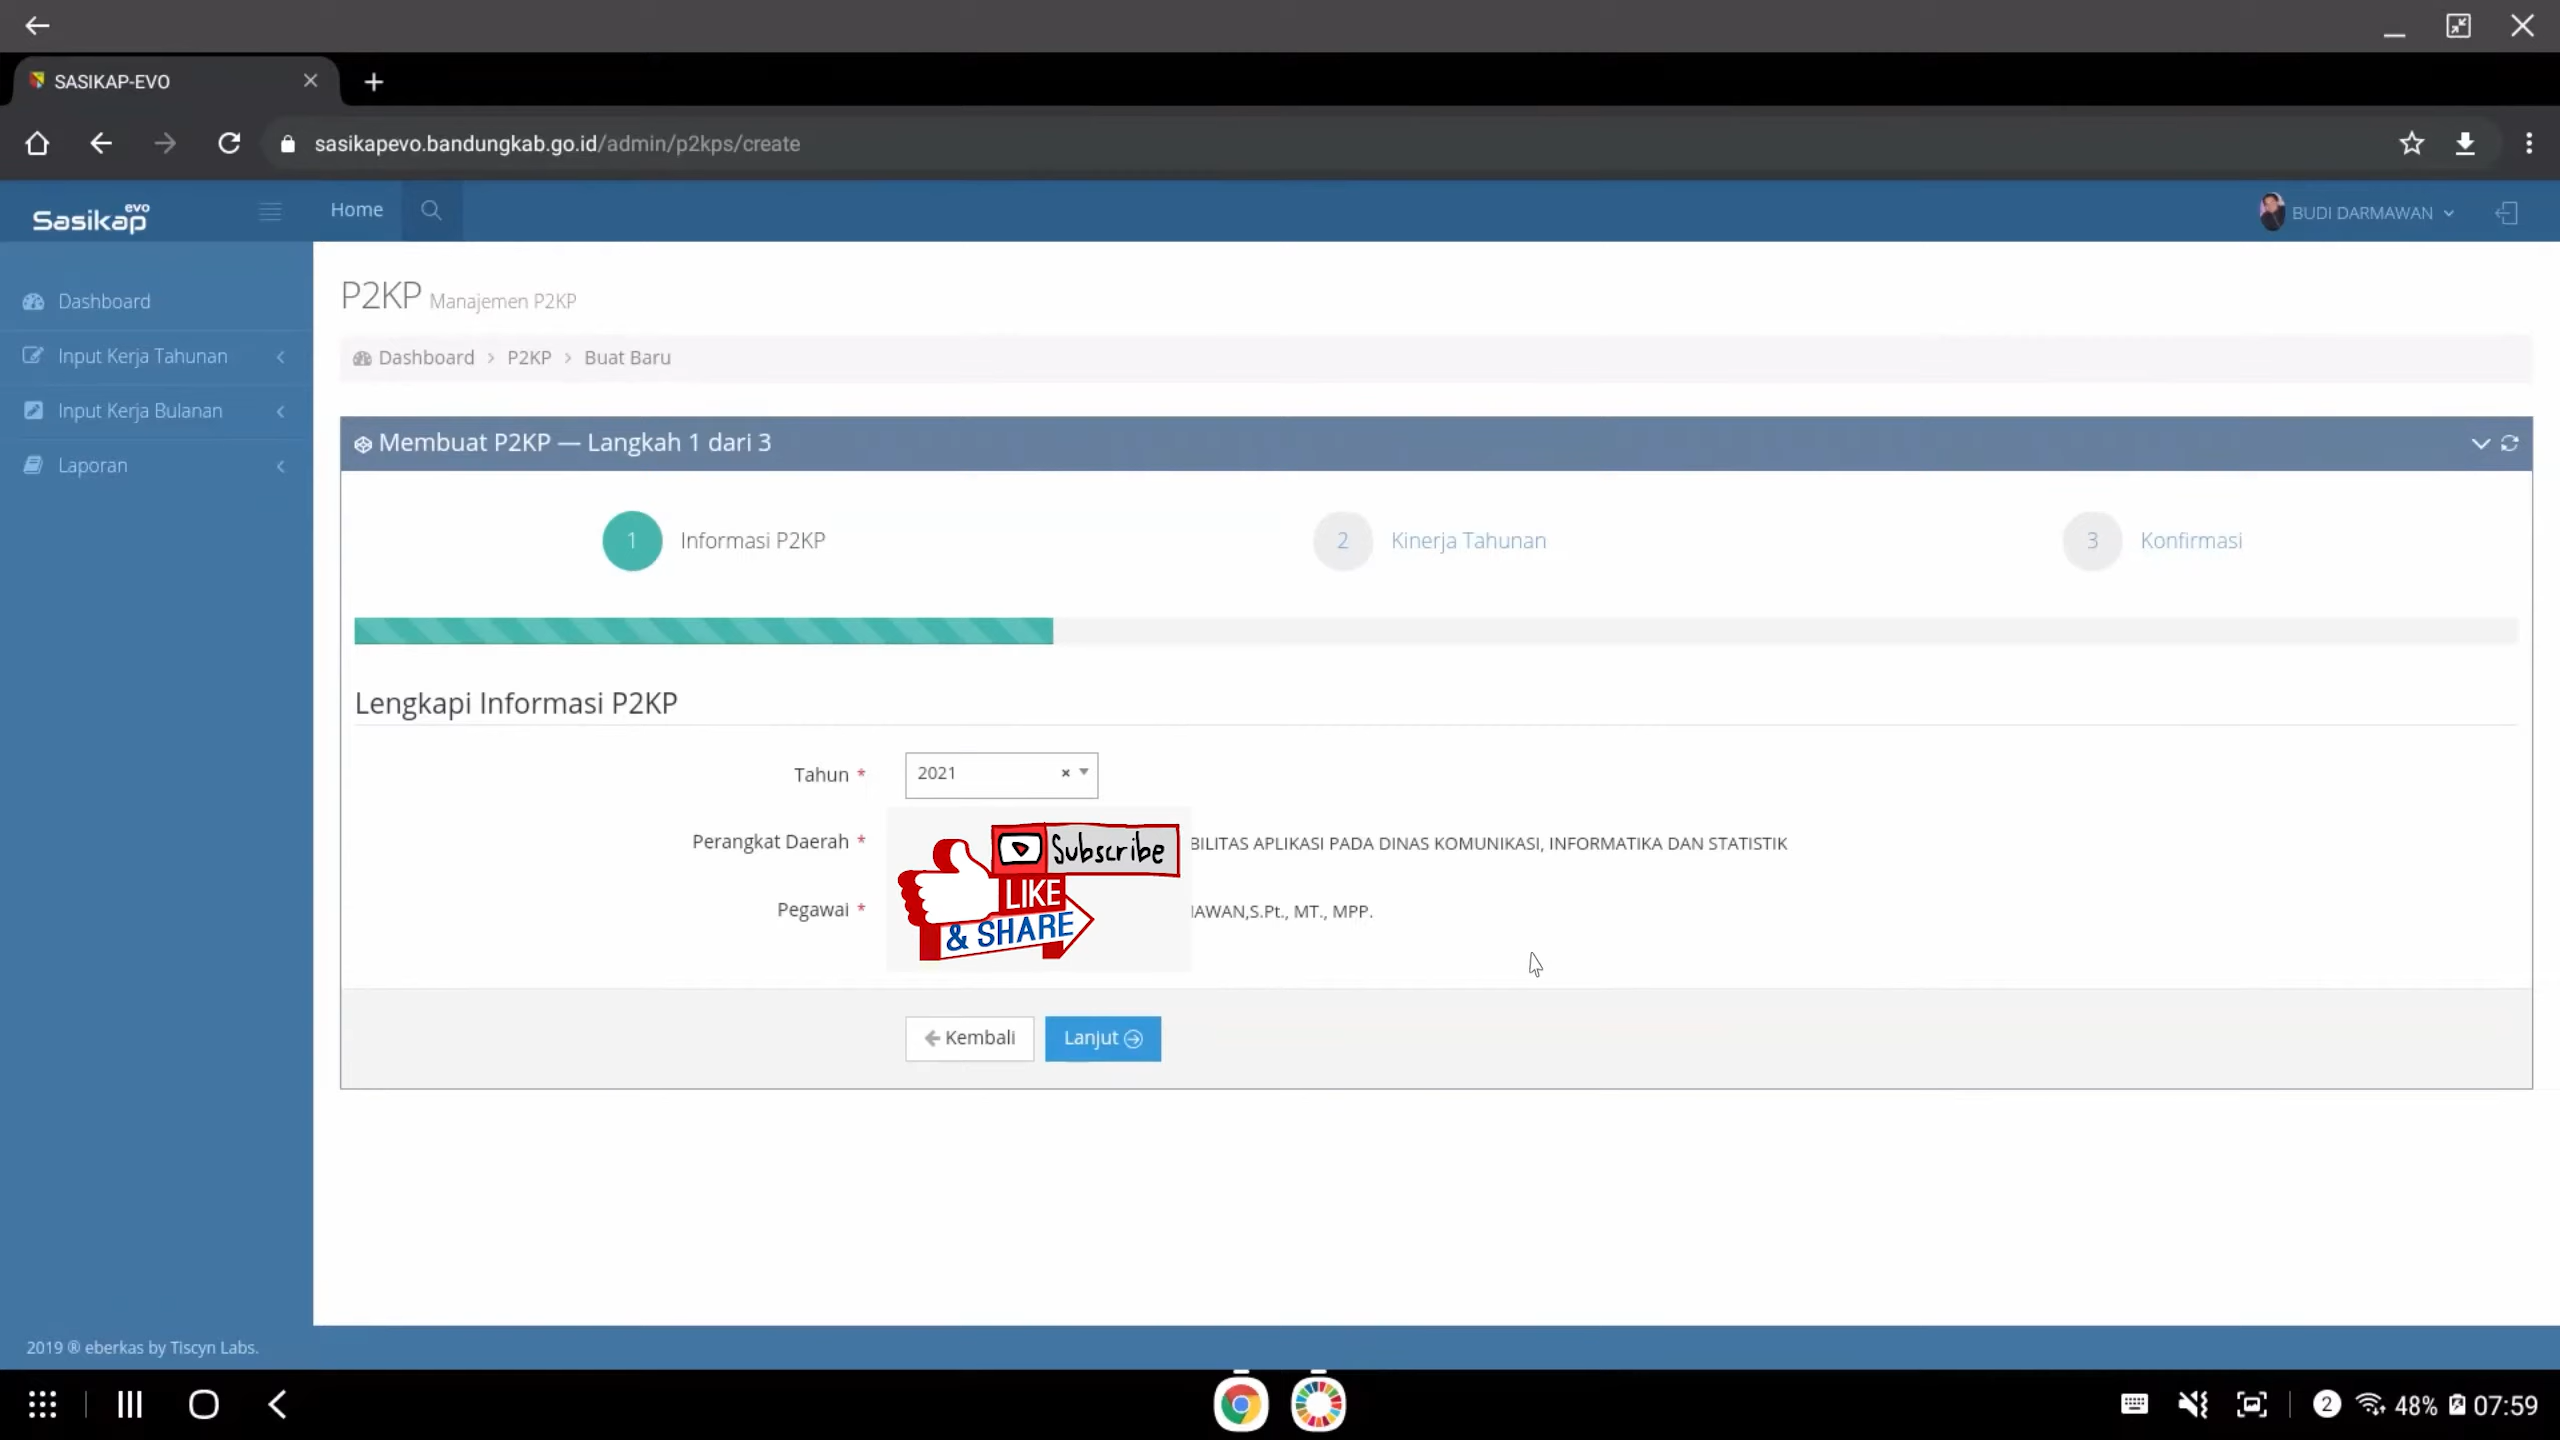 SASIKAP-EVO
sasikapevo.bandungkab.go.id/admin/p2kps/create
Sasikap evo
Home
BUDI DARMAWAN
Dashboard
Input Kerja Tahunan
Input Kerja Bulanan
Laporan
P2KP Manajemen P2KP
Dashboard > P2KP > Buat Baru
Membuat P2KP — Langkah 1 dari 3
1 Informasi P2KP
2 Kinerja Tahunan
3 Konfirmasi
Lengkapi Informasi P2KP
Tahun * 2021
Perangkat Daerah * BILITAS APLIKASI PADA DINAS KOMUNIKASI, INFORMATIKA DAN STATISTIK
Subscribe
LIKE
& SHARE
Pegawai * AWAN,S.Pt., MT., MPP.
Kembali Lanjut
2019 ® eberkas by Tiscyn Labs.
2 48% 07:59